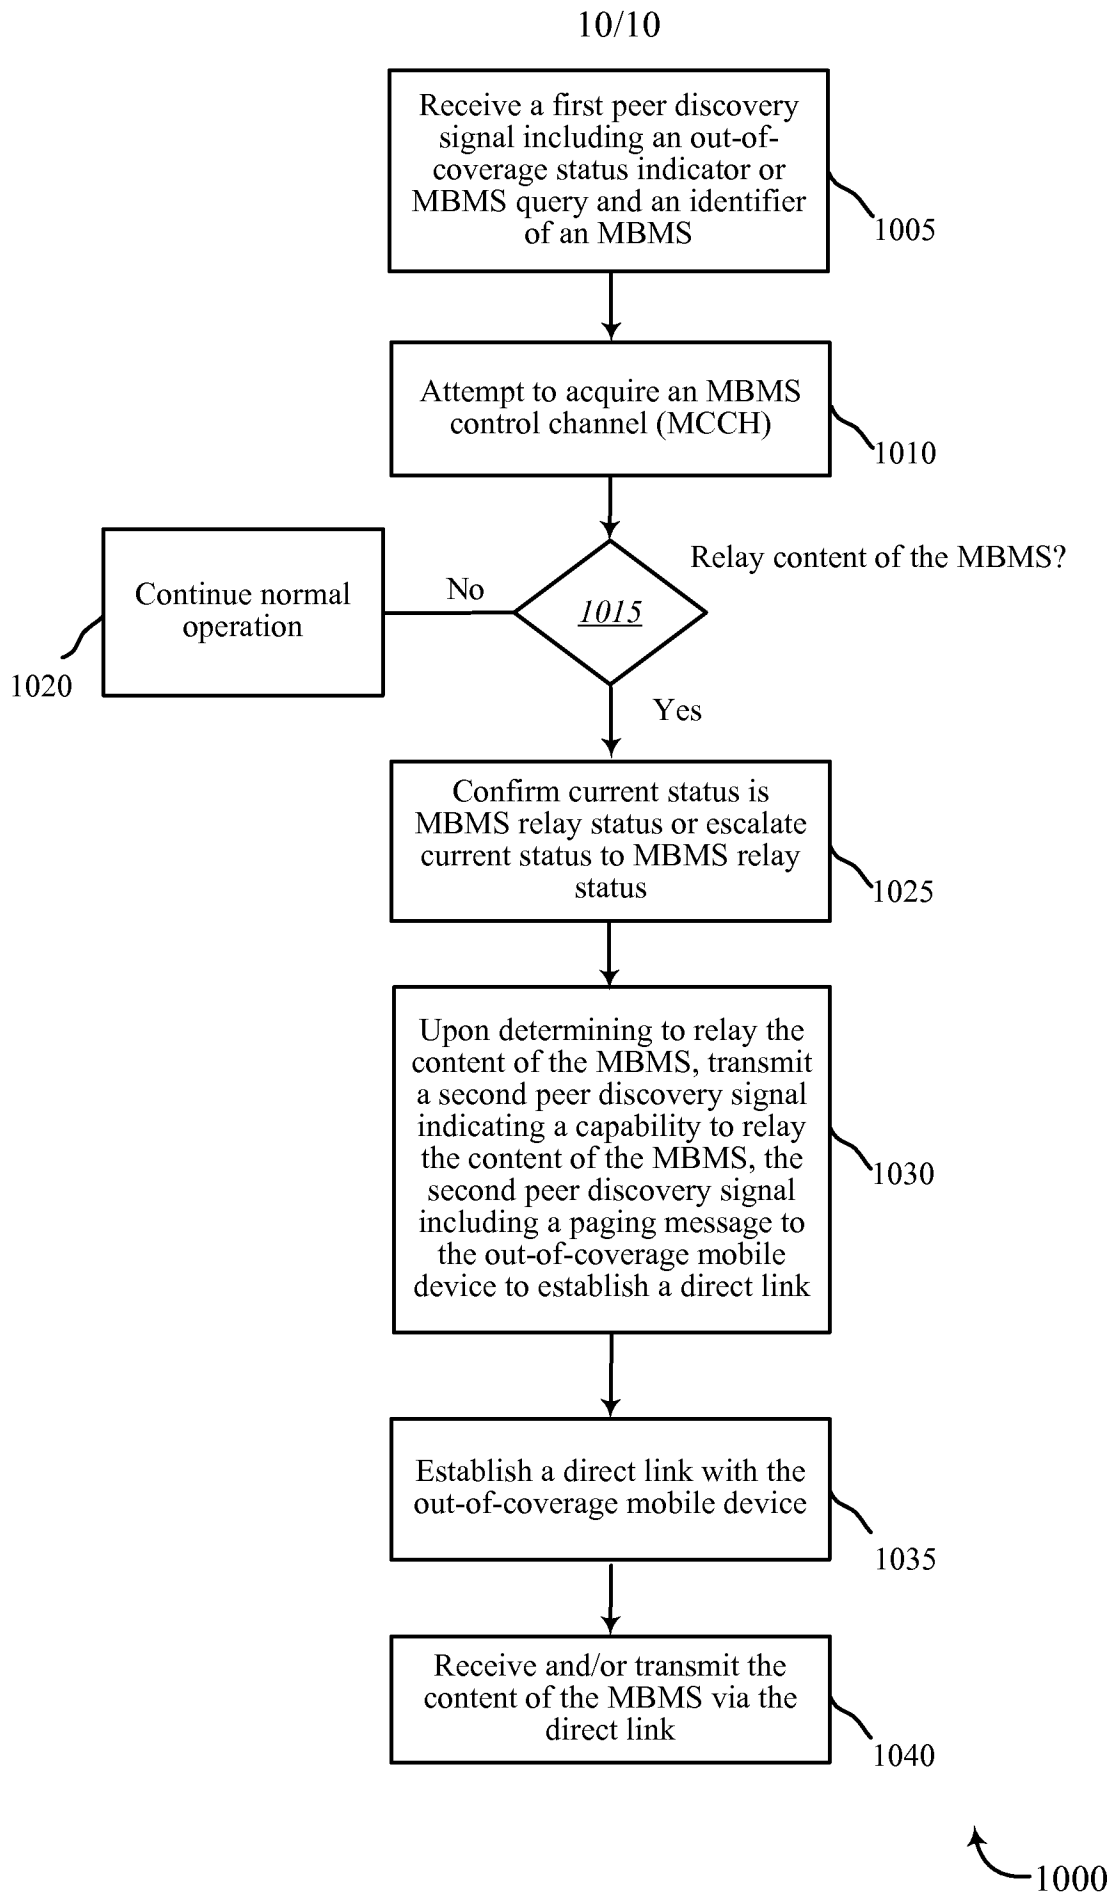 10/10
Receive a first peer discovery
signal including an out-of-
coverage status indicator or
MBMS query and an identifier
of an MBMS
1005
Attempt to acquire an MBMS
control channel (MCCH)
1010
Relay content of the MBMS?
1015
No
Continue normal
operation
1020
Yes
Confirm current status is
MBMS relay status or escalate
current status to MBMS relay
status
1025
Upon determining to relay the
content of the MBMS, transmit
a second peer discovery signal
indicating a capability to relay
the content of the MBMS, the
second peer discovery signal
including a paging message to
the out-of-coverage mobile
device to establish a direct link
1030
Establish a direct link with the
out-of-coverage mobile device
1035
Receive and/or transmit the
content of the MBMS via the
direct link
1040
1000